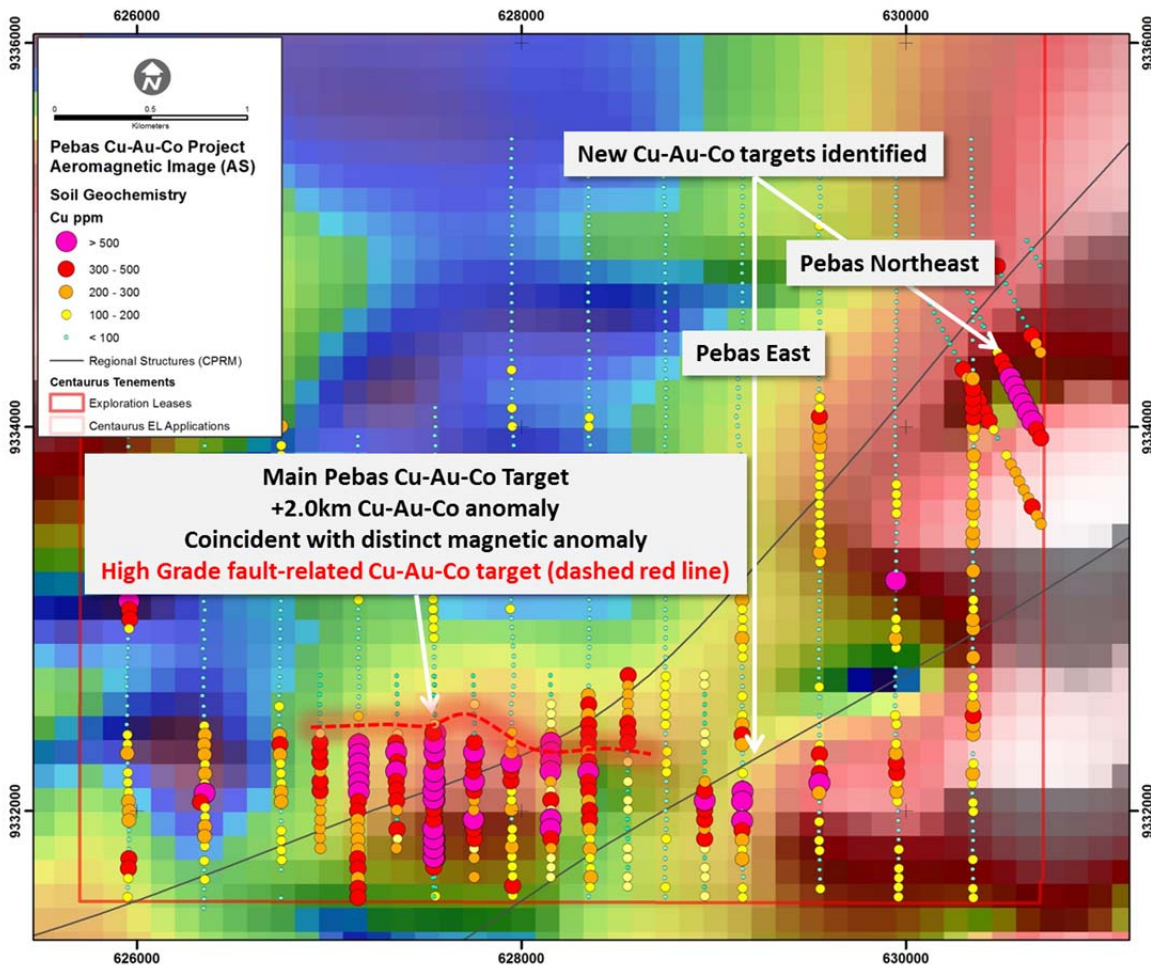 626000
628000
630000
9336000
9336000
N
0
0.5
1
Kilometers
Pebas Cu-Au-Co Project
Aeromagnetic Image (AS)
Soil Geochemistry
Cu ppm
> 500
300 - 500
200 - 300
100 - 200
< 100
Regional Structures (CPRM)
Centaurus Tenements
Exploration Leases
Centaurus EL Applications
New Cu-Au-Co targets identified
Pebas Northeast
Pebas East
9334000
9334000
Main Pebas Cu-Au-Co Target
+2.0km Cu-Au-Co anomaly
Coincident with distinct magnetic anomaly
High Grade fault-related Cu-Au-Co target (dashed red line)
9332000
9332000
626000
628000
630000